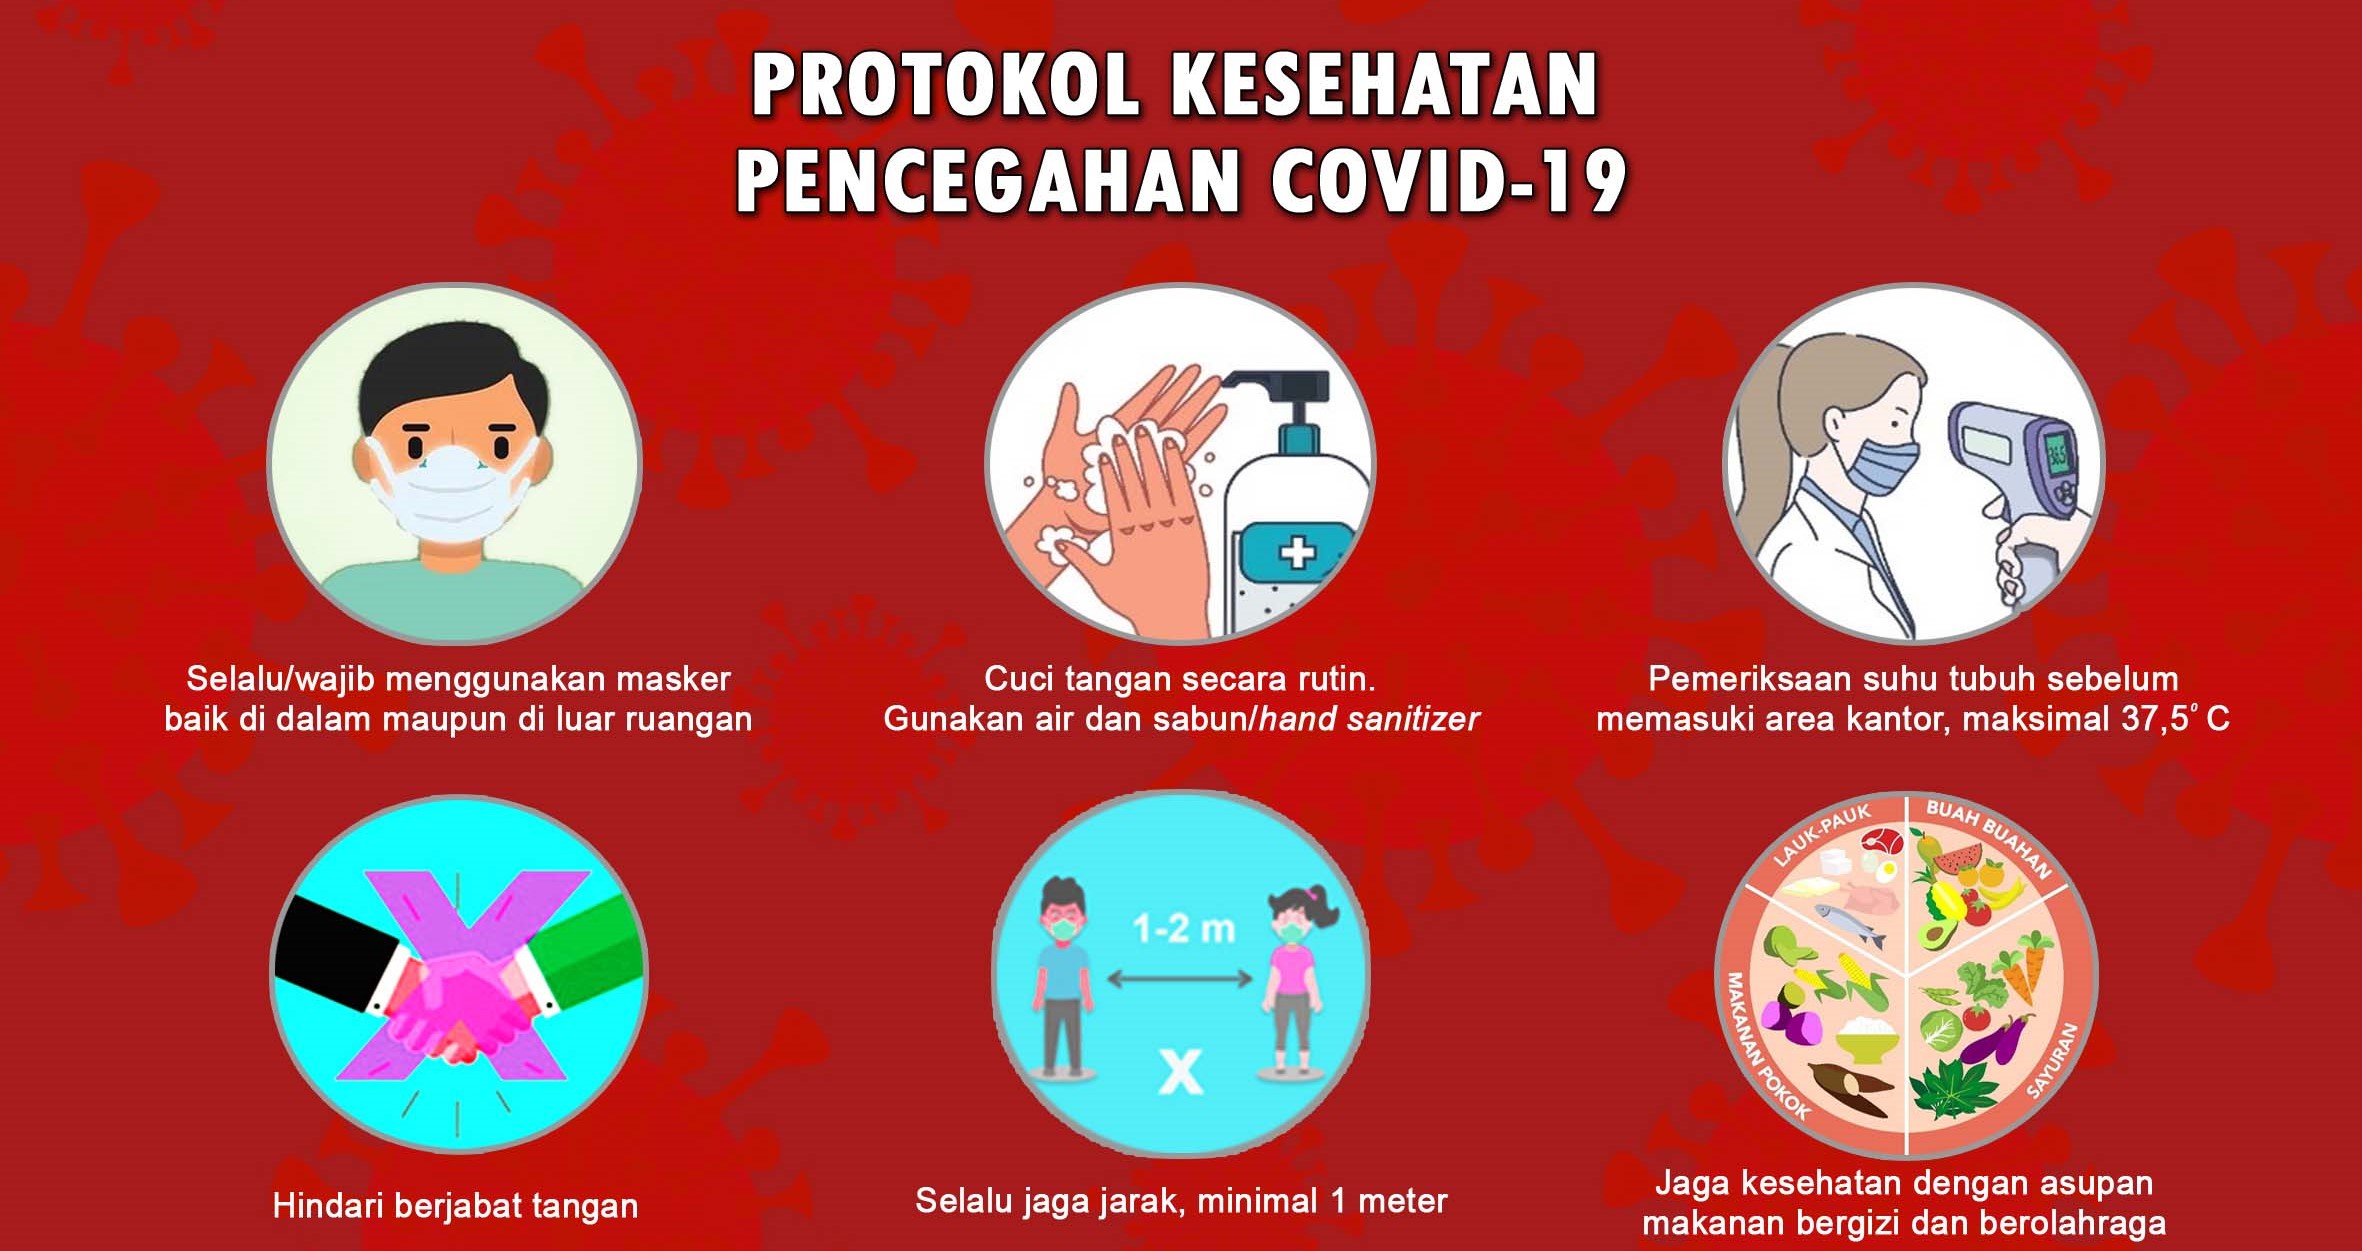 PROTOKOL KESEHATAN
PENCEGAHAN COVID-19
36.5
Selalu/wajib menggunakan masker
baik di dalam maupun di luar ruangan
Cuci tangan secara rutin.
Gunakan air dan sabun/hand sanitizer
Pemeriksaan suhu tubuh sebelum
memasuki area kantor, maksimal 37,5⁰ C
X
1-2 m
X
LAUK-PAUK
BUAH BUAHAN
MAKANAN POKOK
SAYURAN
Hindari berjabat tangan
Selalu jaga jarak, minimal 1 meter
Jaga kesehatan dengan asupan
makanan bergizi dan berolahraga